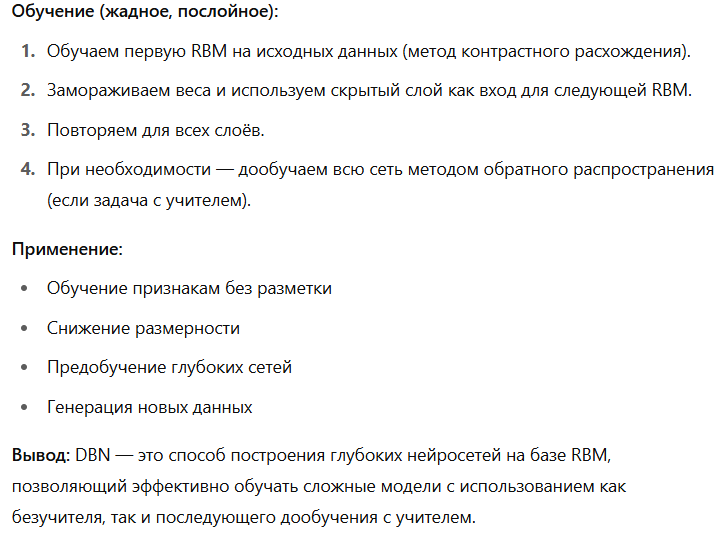 Обучение (жадное, послойное):
1. Обучаем первую RBM на исходных данных (метод контрастного расхождения).
2. Замораживаем веса и используем скрытый слой как вход для следующей RBM.
3. Повторяем для всех слоёв.
4. При необходимости — дообучаем всю сеть методом обратного распространения
(если задача с учителем).
Применение:
• Обучение признакам без разметки
• Снижение размерности
• Предобучение глубоких сетей
• Генерация новых данных
Вывод: DBN — это способ построения глубоких нейросетей на базе RBM,
позволяющий эффективно обучать сложные модели с использованием как
безучителя, так и последующего дообучения с учителем.